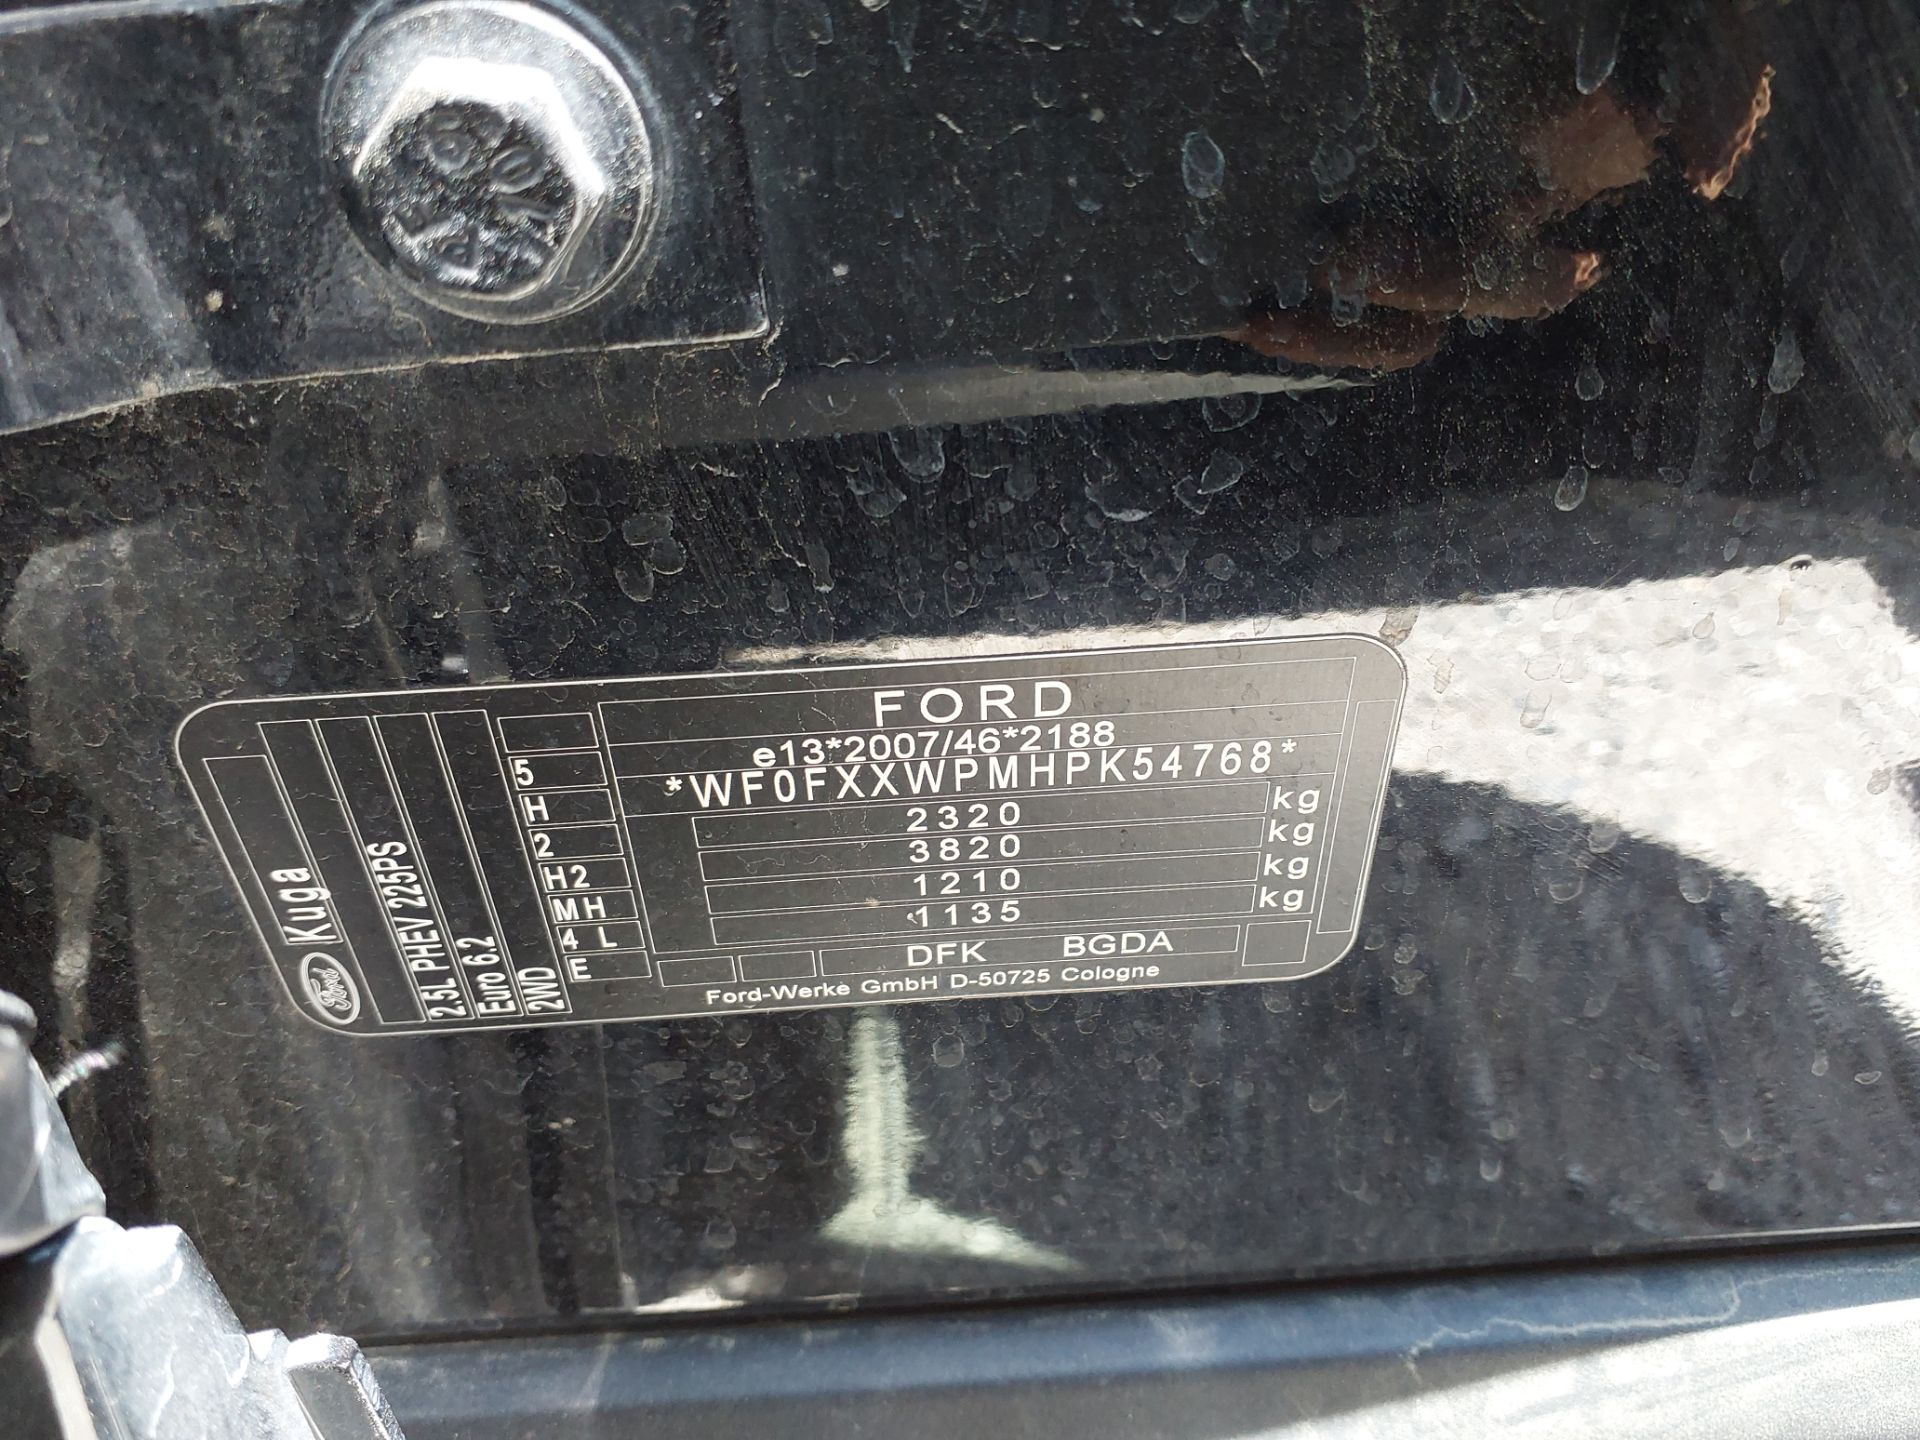 FORD
e13*2007/46*2188
*WF0FXXWPMHPK54768*
2320 kg
3820 kg
1210 kg
1135 kg
DFK BGDA
Ford-Werke GmbH D-50725 Cologne
5
H
2
H2
MH
4 L
E
Ford Kuga
2.5L PHEV 225PS
Euro 6.2
2WD